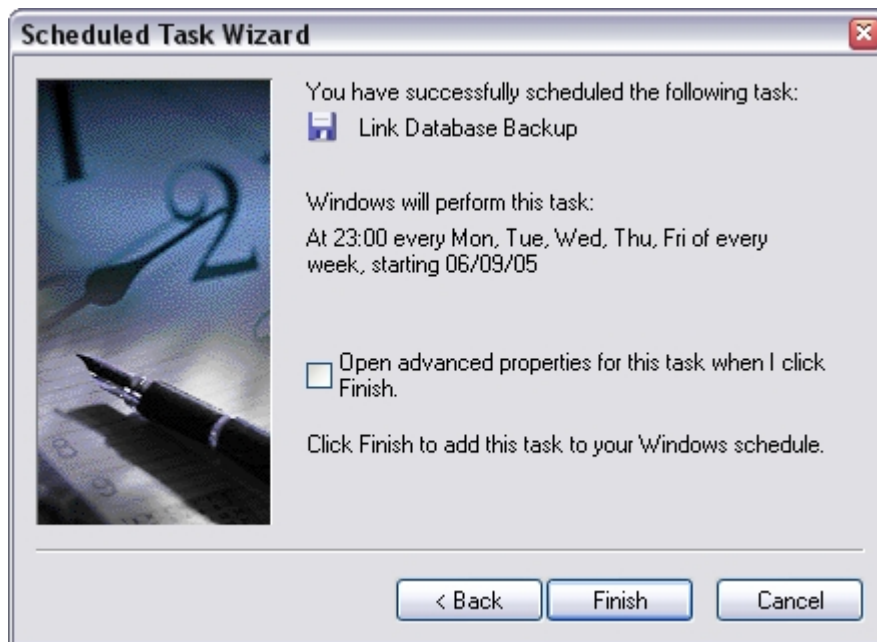 Scheduled Task Wizard
You have successfully scheduled the following task:
Link Database Backup
Windows will perform this task:
At 23:00 every Mon, Tue, Wed, Thu, Fri of every
week, starting 06/09/05
Open advanced properties for this task when I click
Finish.
Click Finish to add this task to your Windows schedule.
< Back
Finish
Cancel